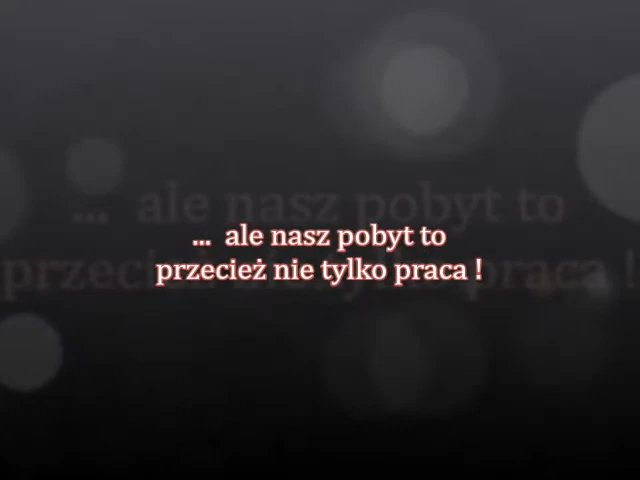 ... ale nasz pobyt to
przecież nie tylko praca !